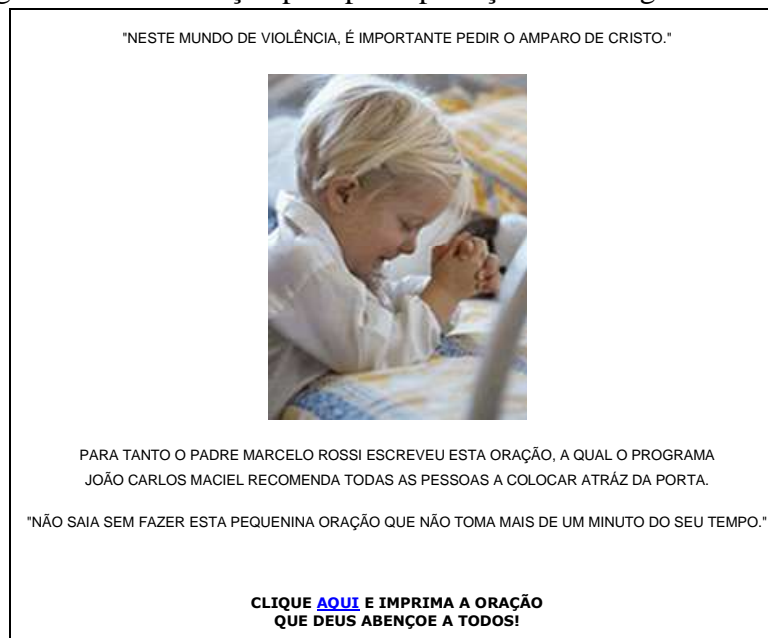 "NESTE MUNDO DE VIOLÊNCIA, É IMPORTANTE PEDIR O AMPARO DE CRISTO."
PARA TANTO O PADRE MARCELO ROSSI ESCREVEU ESTA ORAÇÃO, A QUAL O PROGRAMA
JOÃO CARLOS MACIEL RECOMENDA TODAS AS PESSOAS A COLOCAR ATRÁZ DA PORTA.
"NÃO SAIA SEM FAZER ESTA PEQUENINA ORAÇÃO QUE NÃO TOMA MAIS DE UM MINUTO DO SEU TEMPO."
CLIQUE AQUI E IMPRIMA A ORAÇÃO
QUE DEUS ABENÇOE A TODOS!